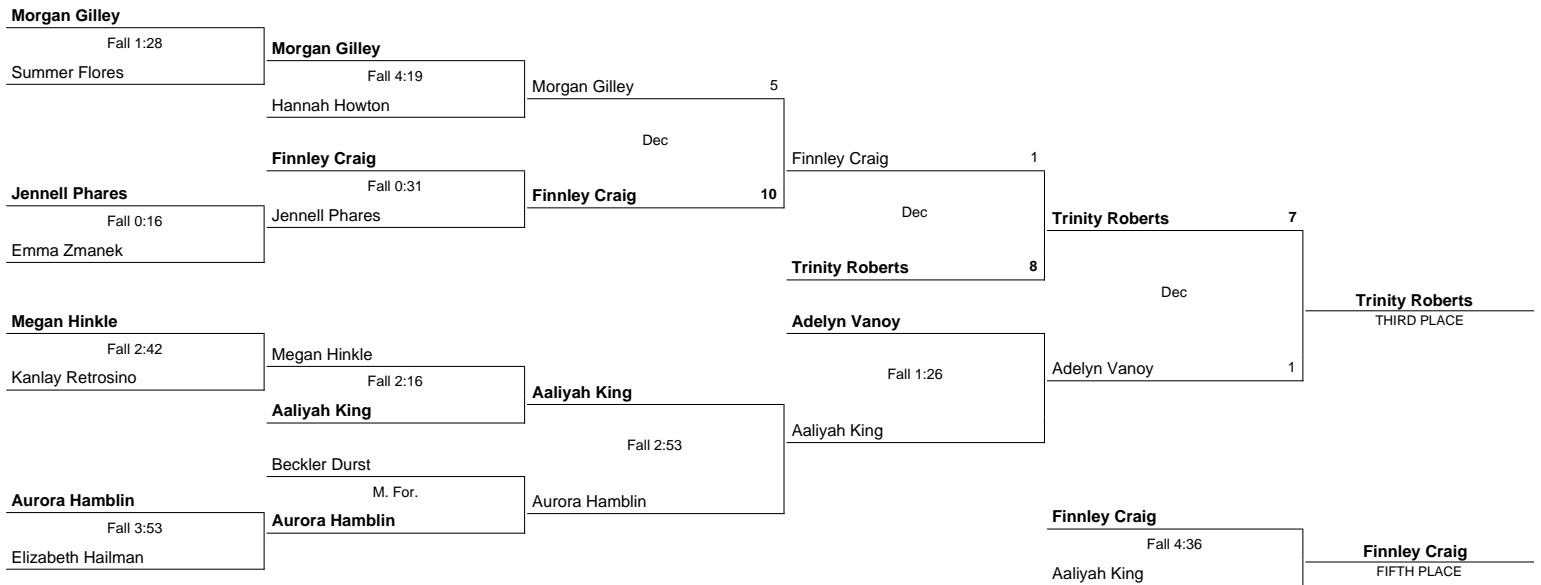 Morgan Gilley
Fall 1:28
Summer Flores
Jennell Phares
Fall 0:16
Emma Zmanek
Megan Hinkle
Fall 2:42
Kanlay Retrosino
Aurora Hamblin
Fall 3:53
Elizabeth Hailman
Morgan Gilley
Fall 4:19
Hannah Howton
Finnley Craig
Fall 0:31
Jennell Phares
Megan Hinkle
Fall 2:16
Aaliyah King
Beckler Durst
M. For.
Aurora Hamblin
Morgan Gilley 5
Dec
Finnley Craig 10
Aaliyah King
Fall 2:53
Aurora Hamblin
Finnley Craig 1
Dec
Trinity Roberts 8
Adelyn Vanoy
Fall 1:26
Aaliyah King
Trinity Roberts 7
Dec
Adelyn Vanoy 1
Trinity Roberts
THIRD PLACE
Finnley Craig
Fall 4:36
Aaliyah King
Finnley Craig
FIFTH PLACE